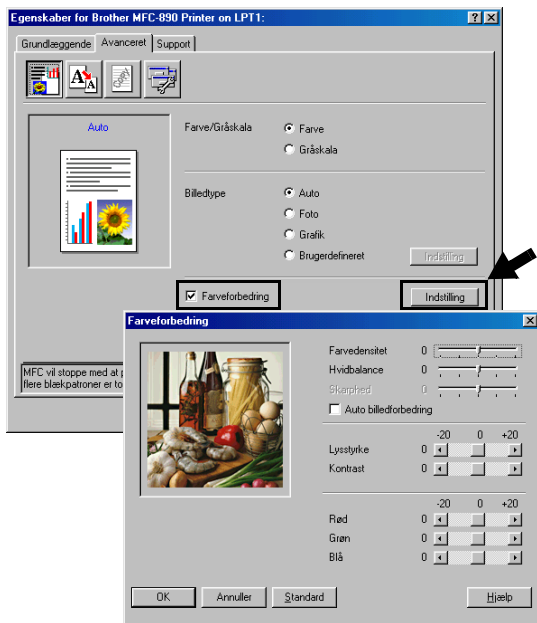 Egenskaber for Brother MFC-890 Printer on LPT1:
Grundlæggende Avanceret Support
Auto
Farve/Gråskala
Farve
Gråskala
Billedtype
Auto
Foto
Grafik
Brugerdefineret
Indstilling
Farveforbedring
Indstilling
MFC vil stoppe med at
flere blækpatroner er
Farveforbedring
Farvedensitet 0
Hvidbalance 0
Skarphed 0
Auto billedforbedring
-20 0 +20
Lysstyrke 0
Kontrast 0
-20 0 +20
Rød 0
Grøn 0
Blå 0
OK Annuller Standard Hjælp